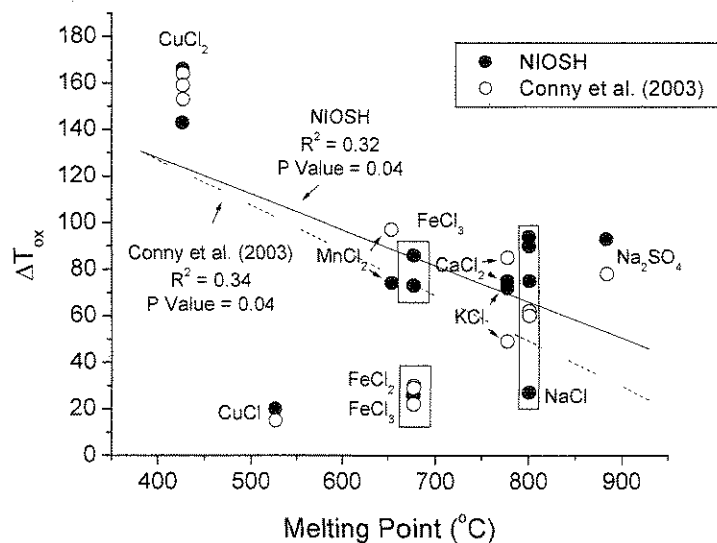 180
160
140
120
100
80
60
40
20
0
ΔT_ox
CuCl₂
NIOSH
Conny et al. (2003)
NIOSH
R² = 0.32
P Value = 0.04
Conny et al. (2003)
R² = 0.34
P Value = 0.04
FeCl₃
MnCl₂
CaCl₂
Na₂SO₄
KCl
FeCl₂
FeCl₃
CuCl
NaCl
400 500 600 700 800 900
Melting Point (°C)